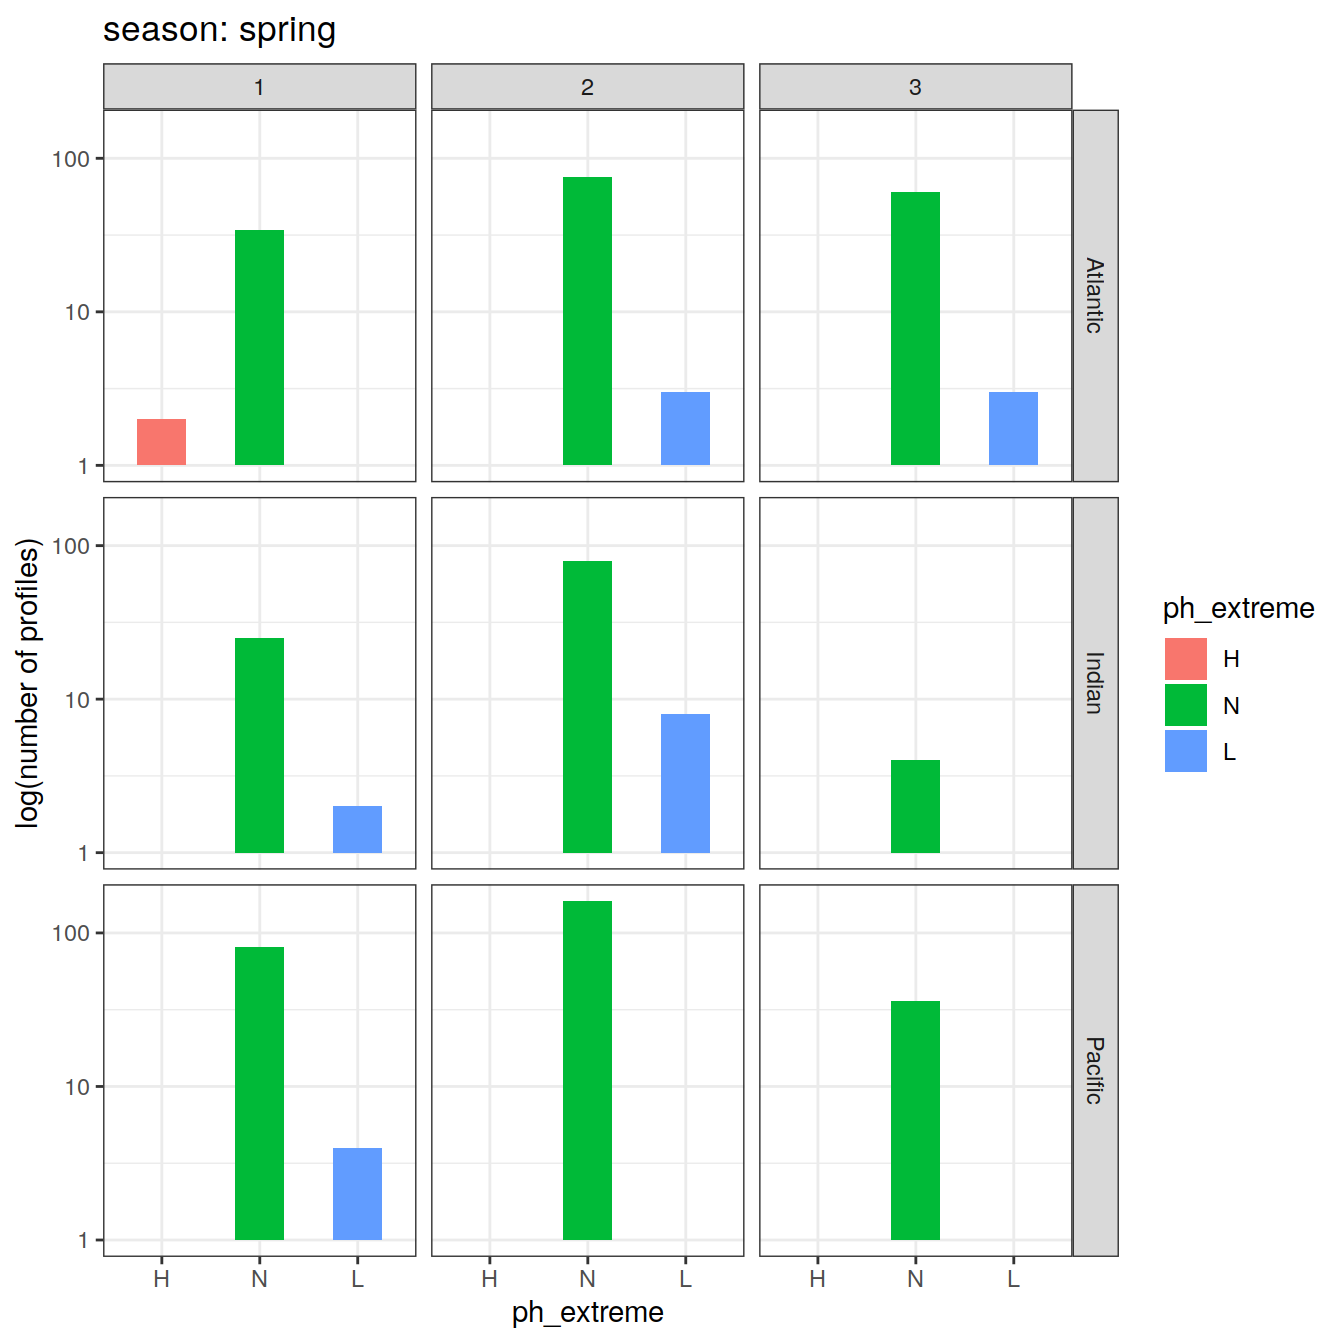 season: spring
1 2 3
100
10
1
Atlantic
100
10
1
Indian
100
10
1
Pacific
H N L H N L H N L
ph_extreme
log(number of profiles)
ph_extreme
H
N
L